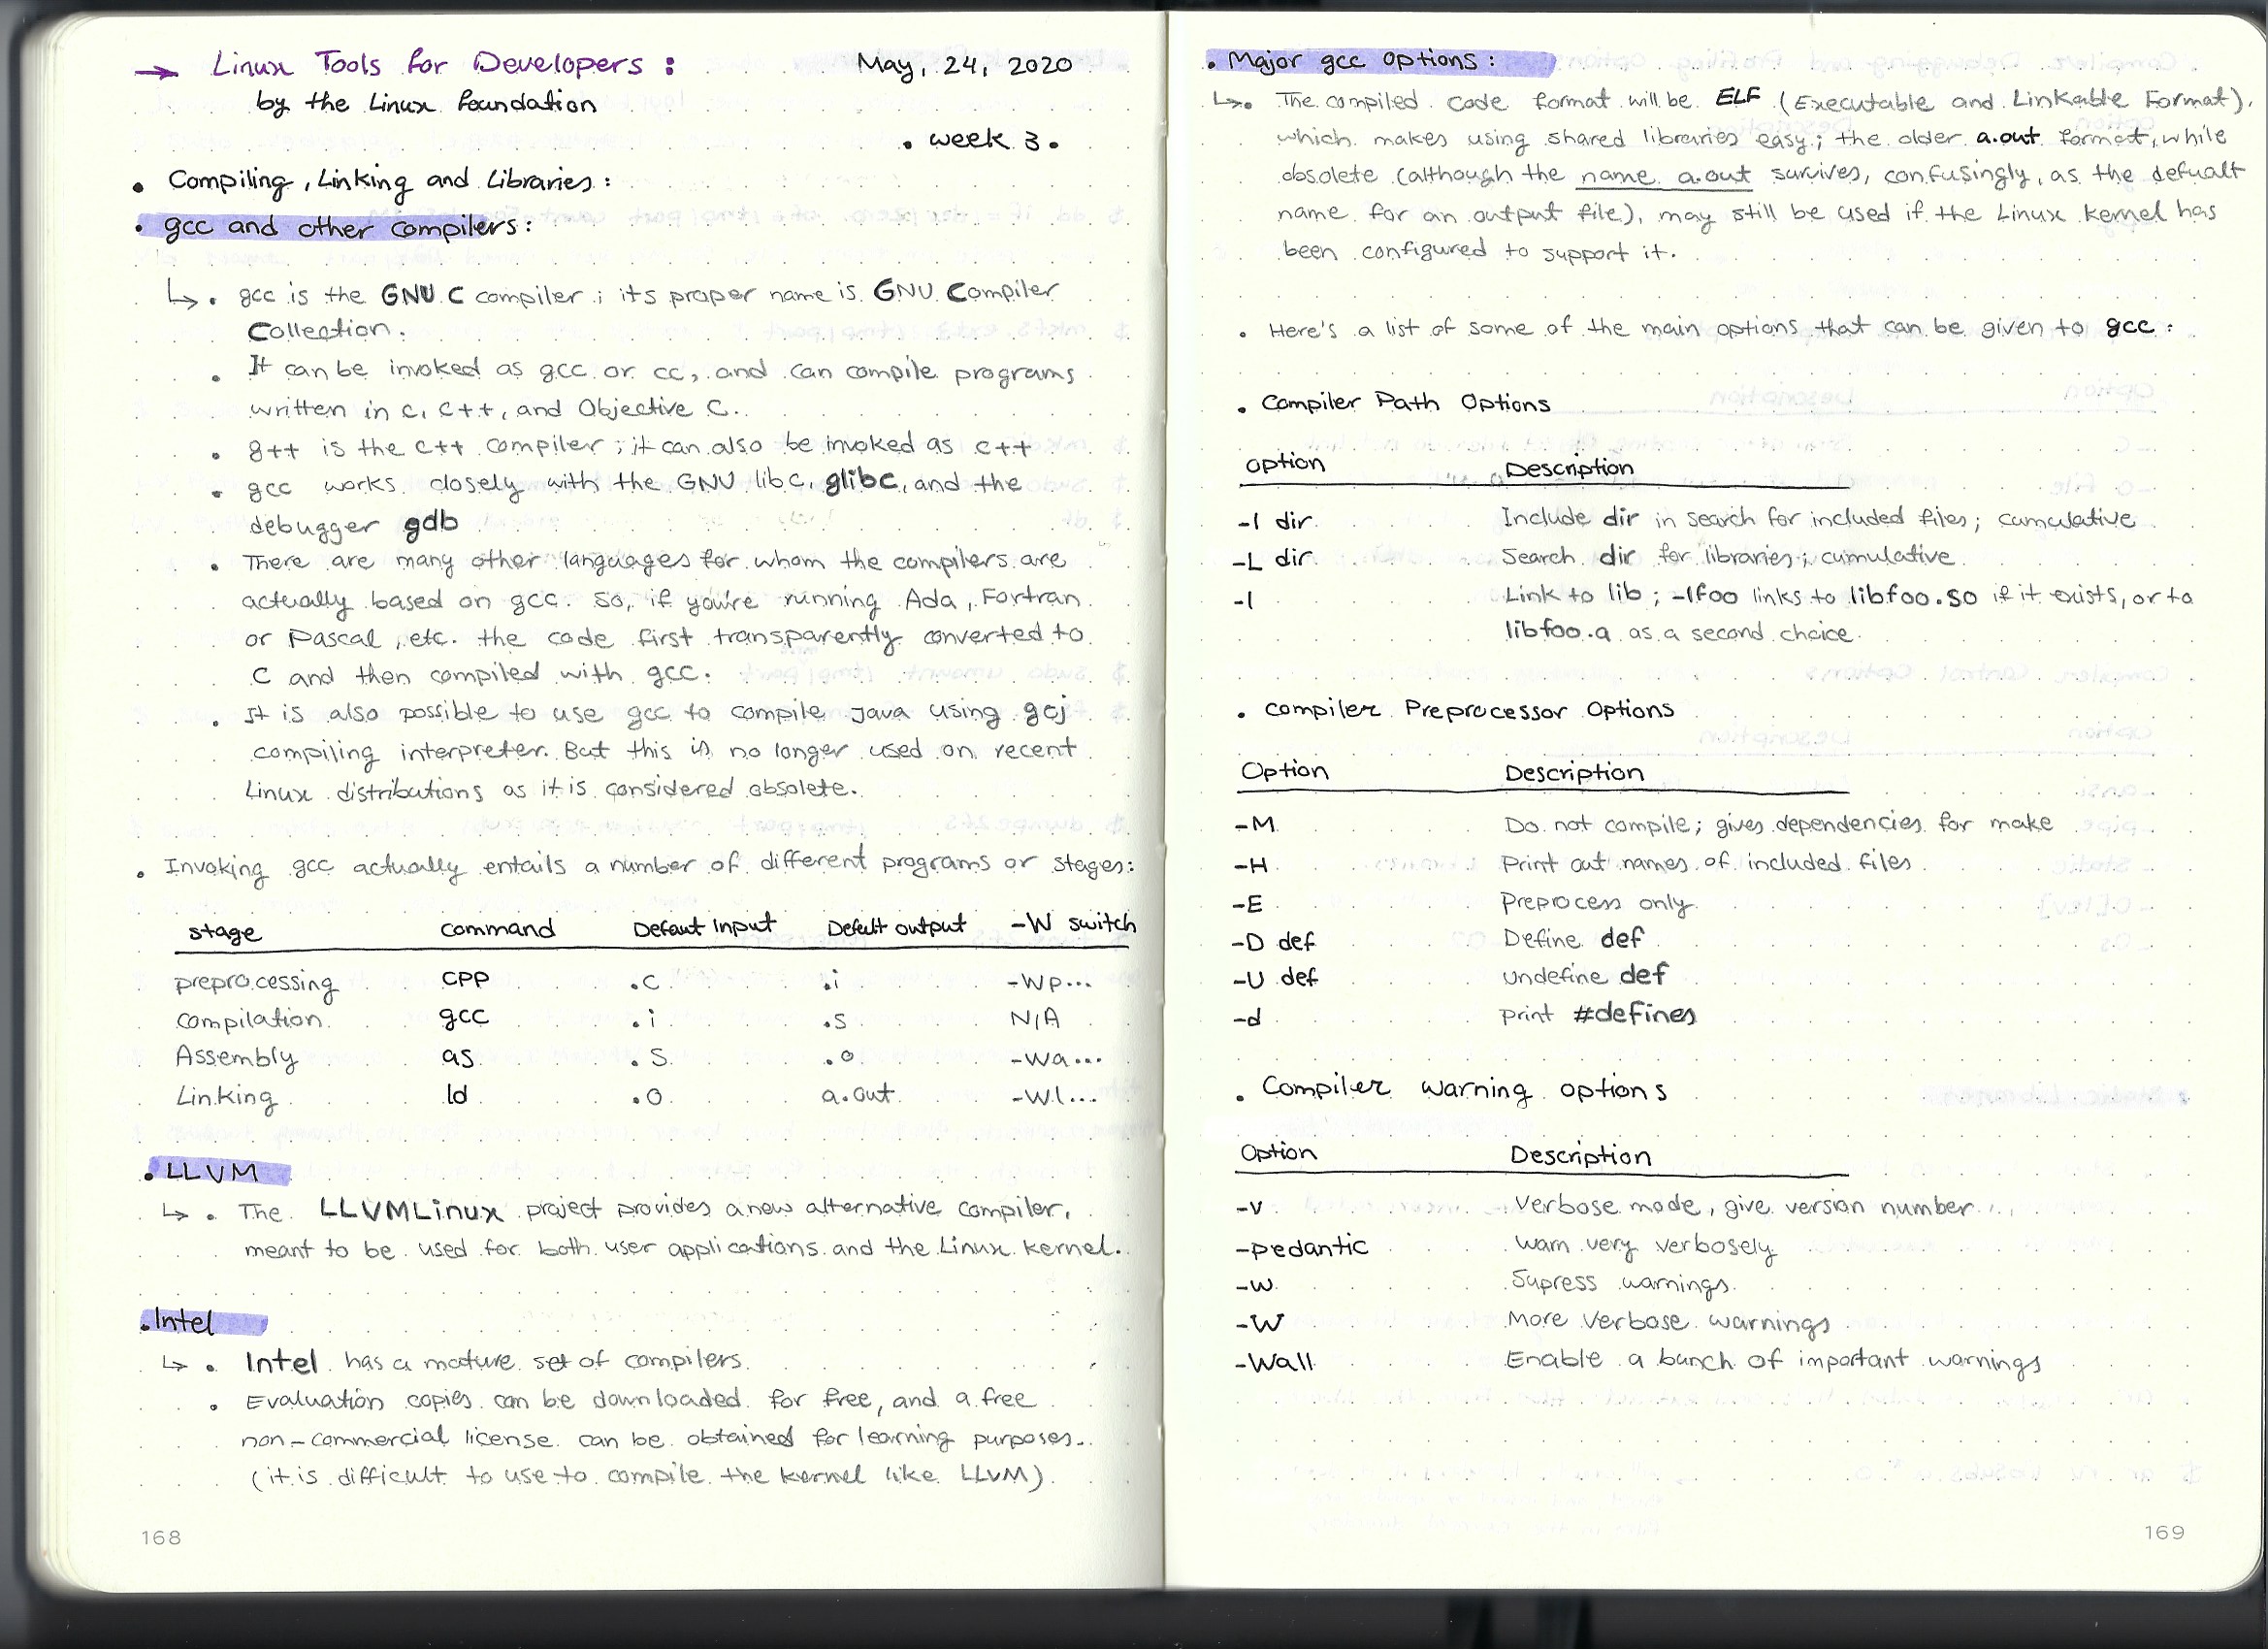 → Linux Tools for Developers : May, 24, 2020
by the Linux Foundation
. week 3.
• Compiling, Linking and Libraries:
• gcc and other compilers:
↳ . gcc is the GNU C compiler; its proper name is GNU Compiler
Collection.
. It can be invoked as gcc or cc, and can compile programs
written in C, C++, and Objective C.
. g++ is the C++ compiler; it can also be invoked as c++
. gcc works closely with the GNU libc, glibc, and the
debugger gdb
. There are many other languages for whom the compilers are
actually based on gcc. So, if you're running Ada, Fortran
or Pascal, etc. the code first transparently converted to
C and then compiled with gcc.
. It is also possible to use gcc to compile Java using gcj
compiling interpreter. But this is no longer used on recent
Linux distributions as it is considered obsolete.
. Invoking gcc actually entails a number of different programs or stages:
stage command Defaut input Defult output -W switch
preprocessing cpp .c .i -Wp...
Compilation gcc .i .s N/A
Assembly as .s .o -Wa...
Linking ld .o a.out -Wl...
. LLVM
↳ . The LLVMLinux project provides a new alternative compiler,
meant to be used for both user applications and the Linux kernel.
. Intel
↳ . Intel has a mature set of compilers.
. Evaluation copies can be downloaded for free, and a free
non-commercial license can be obtained for learning purposes.
(it is difficult to use to compile the kernel like LLVM).
168
. Major gcc options :
↳. The compiled code format will be ELF (Executable and Linkable Format),
which makes using shared libraries easy; the older a.out format, while
obsolete (although the name a.out survives, confusingly, as the defualt
name for an output file), may still be used if the Linux kernel has
been configured to support it.
. Here's a list of some of the main options that can be given to gcc :
. Compiler Path Options
option Description
-I dir Include dir in search for included files; cumulative
-L dir Search dir for libraries; cumulative
-l Link to lib; -lfoo links to libfoo.so if it exists, or to
libfoo.a as a second choice.
. Compiler Preprocessor Options
Option Description
-M Do not compile; gives dependencies for make
-H Print out names of included files
-E Preprocess only
-D def Define def
-U def undefine def
-d print #defines
. Compiler warning options
Option Description
-v Verbose mode, give version number
-pedantic warn very verbosely
-w Supress warnings
-W More Verbose warnings
-Wall Enable a bunch of important warnings
169